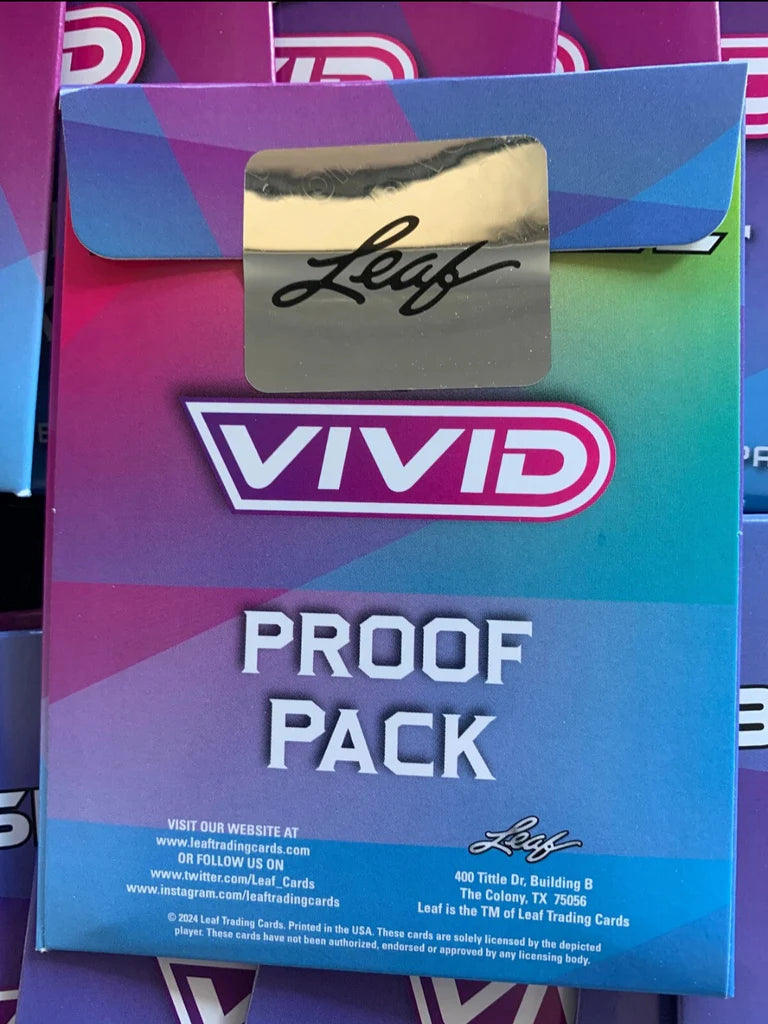 Leaf
VIVID
PROOF
PACK
VISIT OUR WEBSITE AT
www.leaftradingcards.com
OR FOLLOW US ON
www.twitter.com/Leaf_Cards
www.instagram.com/leaftradingcards
Leaf
400 Tittle Dr, Building B
The Colony, TX 75056
Leaf is the TM of Leaf Trading Cards
© 2024 Leaf Trading Cards. Printed in the USA. These cards are solely licensed by the depicted
player. These cards have not been authorized, endorsed or approved by any licensing body.